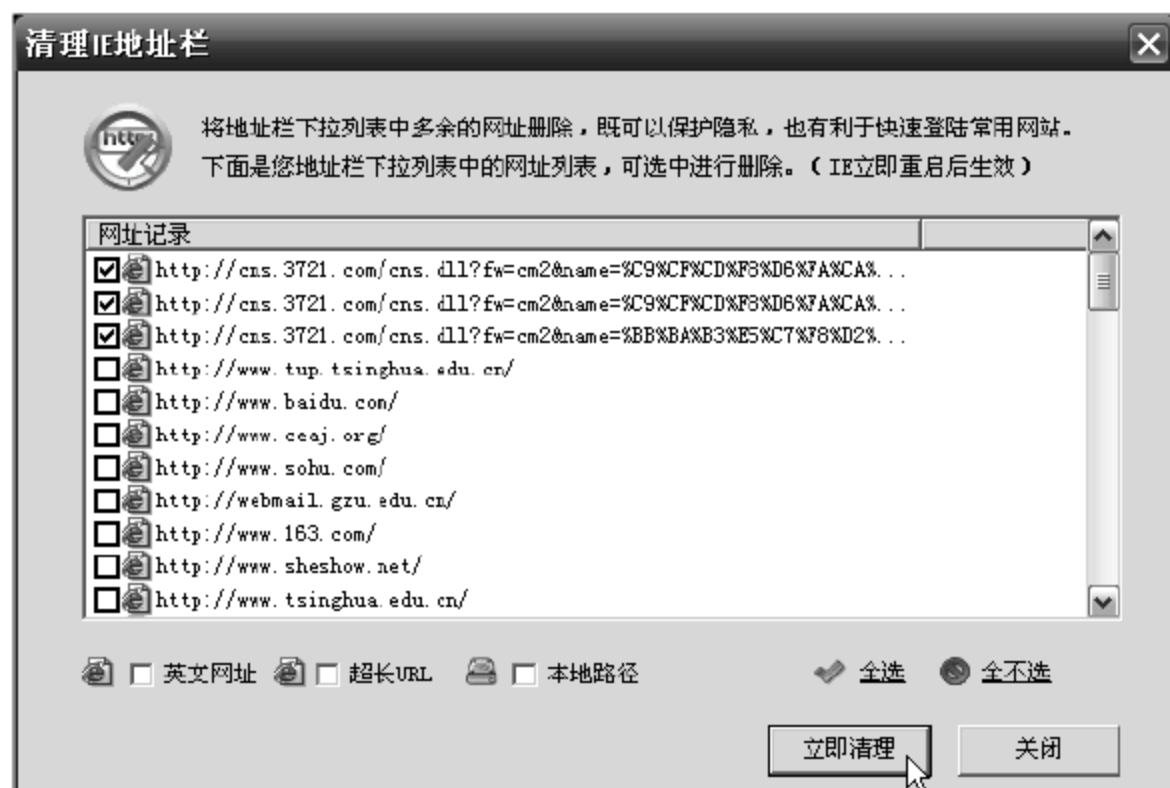 清理IE地址栏
http
将地址栏下拉列表中多余的网址删除，既可以保护隐私，也有利于快速登陆常用网站。
下面是您地址栏下拉列表中的网址列表，可选中进行删除。（IE立即重启后生效）
网址记录
http://cns.3721.com/cns.dll?fw=cm2&name=%C9%CF%CD%F8%D6%FA%CA%...
http://cns.3721.com/cns.dll?fw=cm2&name=%C9%CF%CD%F8%D6%FA%CA%...
http://cns.3721.com/cns.dll?fw=cm2&name=%BB%BA%B3%E5%C7%F8%D2%...
http://www.tup.tsinghua.edu.cn/
http://www.baidu.com/
http://www.ceaj.org/
http://www.sohu.com/
http://webmail.gzu.edu.cn/
http://www.163.com/
http://www.sheshow.net/
http://www.tsinghua.edu.cn/
英文网址 超长URL 本地路径 全选 全不选
立即清理 关闭